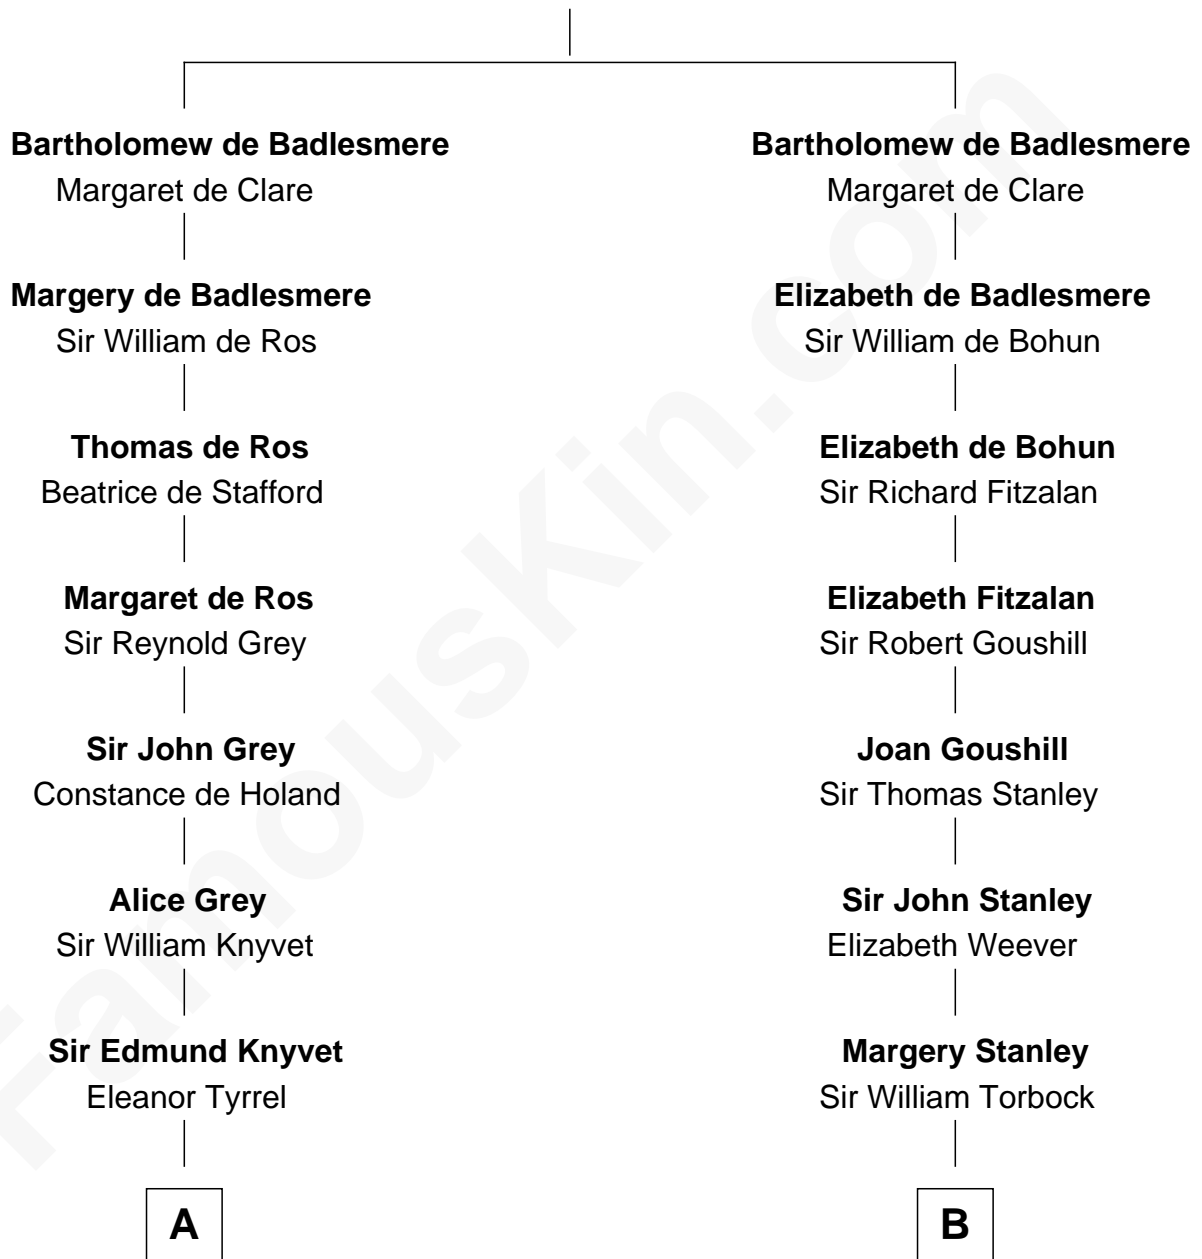 Bartholomew de Badlesmere
Margaret de Clare
Margery de Badlesmere
Sir William de Ros
Thomas de Ros
Beatrice de Stafford
Margaret de Ros
Sir Reynold Grey
Sir John Grey
Constance de Holand
Alice Grey
Sir William Knyvet
Sir Edmund Knyvet
Eleanor Tyrrel
A
Bartholomew de Badlesmere
Margaret de Clare
Elizabeth de Badlesmere
Sir William de Bohun
Elizabeth de Bohun
Sir Richard Fitzalan
Elizabeth Fitzalan
Sir Robert Goushill
Joan Goushill
Sir Thomas Stanley
Sir John Stanley
Elizabeth Weever
Margery Stanley
Sir William Torbock
B
FamousKin.com